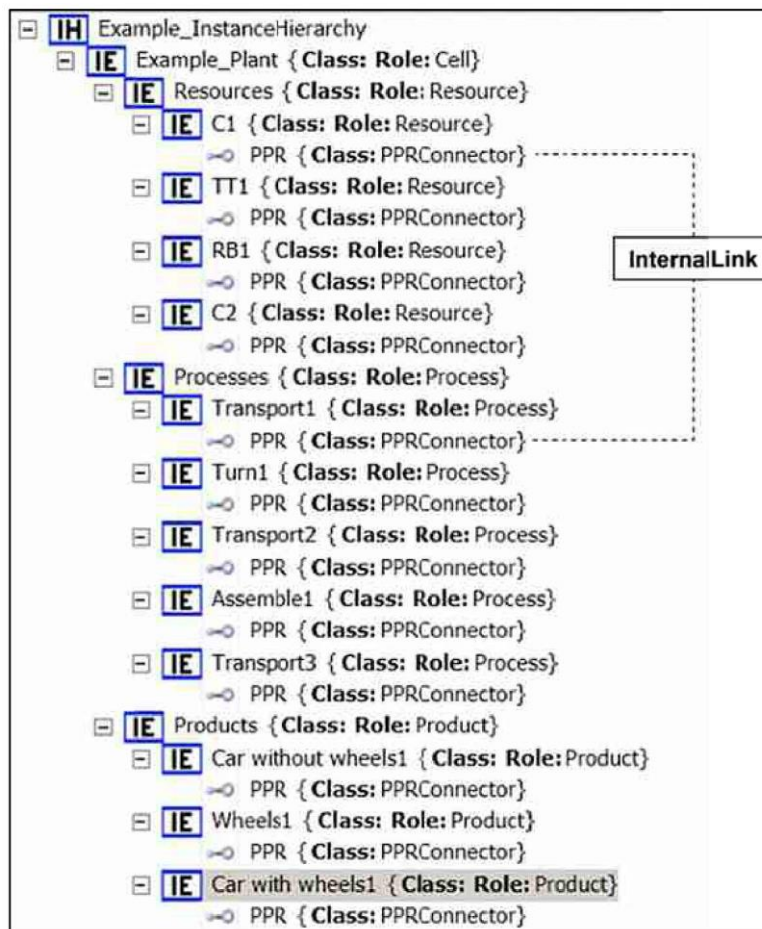 IH Example_InstanceHierarchy
IE Example_Plant {Class: Role:Cell}
IE Resources {Class: Role:Resource}
IE C1 {Class: Role:Resource}
PPR {Class:PPRConnector}
IE TT1 {Class: Role:Resource}
PPR {Class:PPRConnector}
IE RB1 {Class: Role:Resource}
InternalLink
PPR {Class:PPRConnector}
IE C2 {Class: Role:Resource}
PPR {Class:PPRConnector}
IE Processes {Class: Role:Process}
IE Transport1 {Class: Role:Process}
PPR {Class:PPRConnector}
IE Turn1 {Class: Role:Process}
PPR {Class:PPRConnector}
IE Transport2 {Class: Role:Process}
PPR {Class:PPRConnector}
IE Assemble1 {Class: Role:Process}
PPR {Class:PPRConnector}
IE Transport3 {Class: Role:Process}
PPR {Class:PPRConnector}
IE Products {Class: Role:Product}
IE Car without wheels1 {Class: Role:Product}
PPR {Class:PPRConnector}
IE Wheels1 {Class: Role:Product}
PPR {Class:PPRConnector}
IE Car with wheels1 {Class: Role:Product}
PPR {Class:PPRConnector}